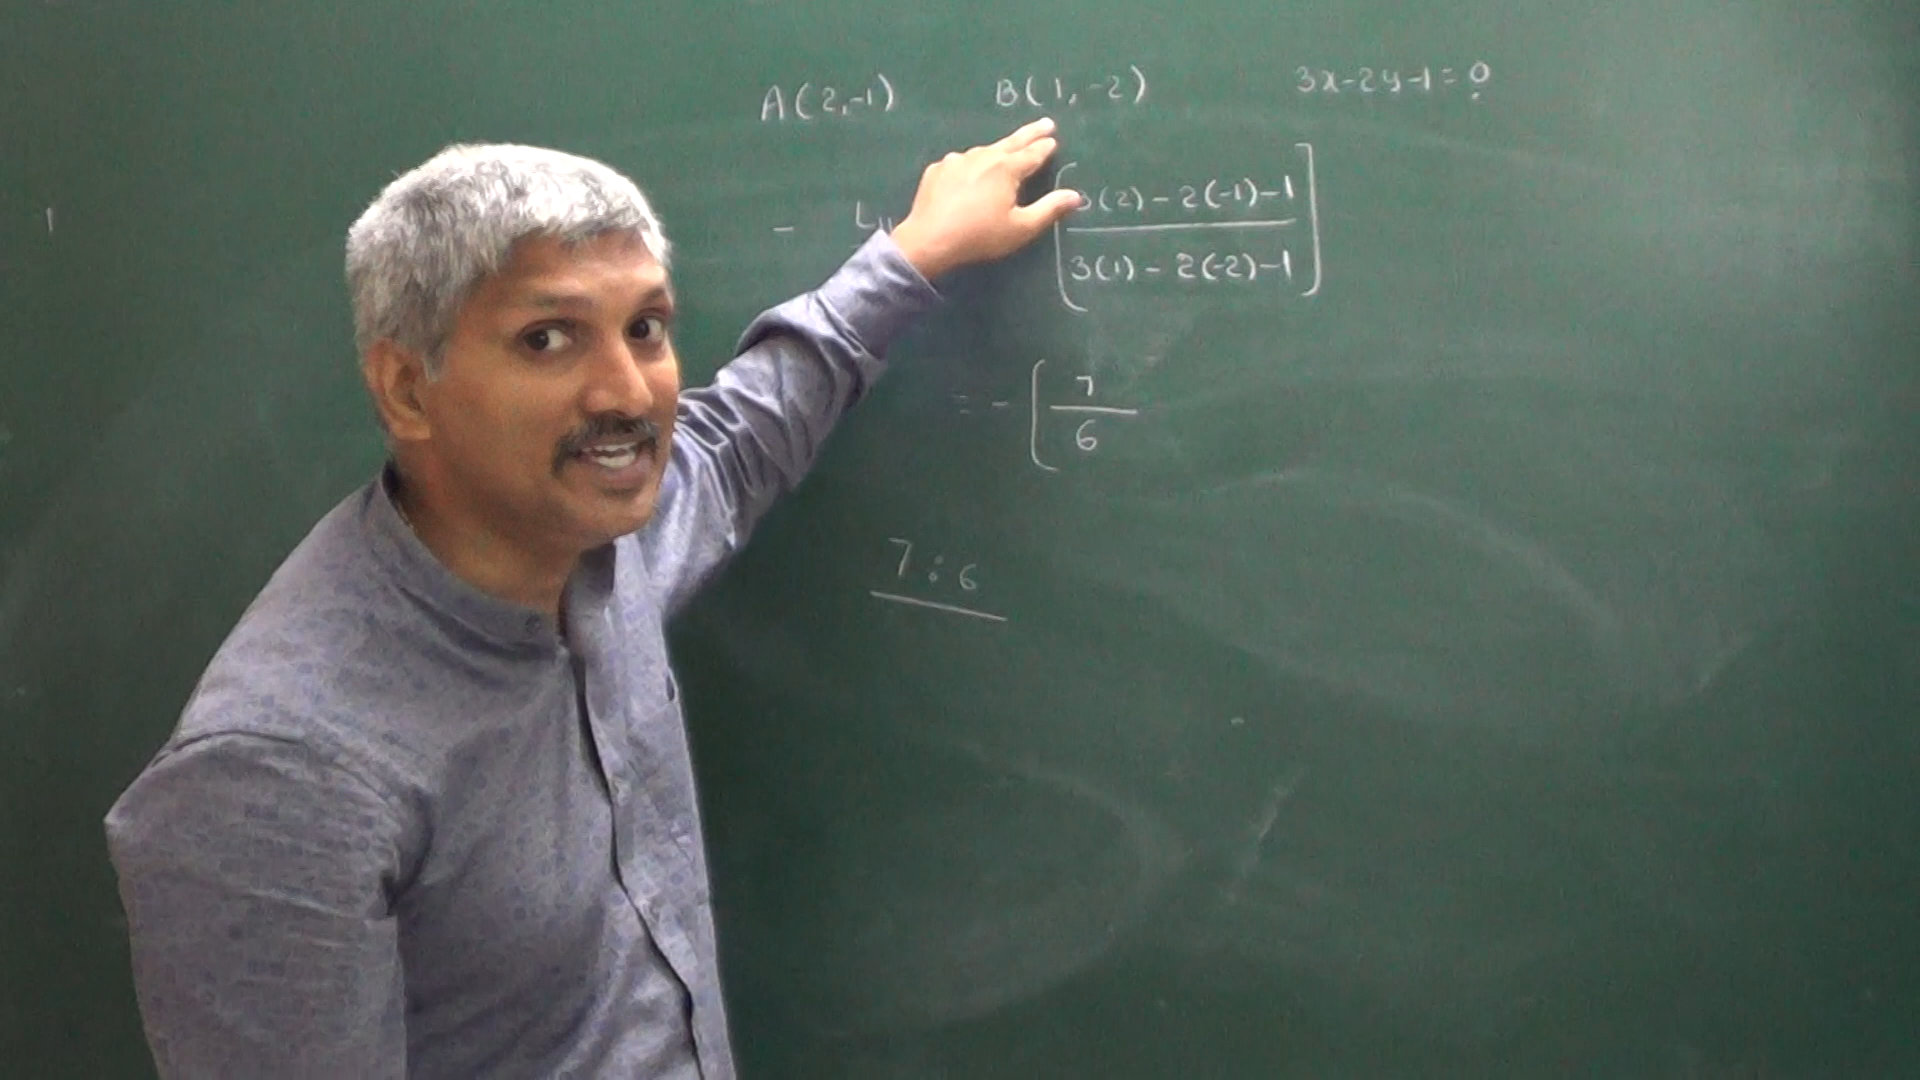 A(2,-1) B(1,-2) 3x-2y-1=0
- L11 [3(2)-2(-1)-1
3(1)-2(-2)-1]
= - [7
6
7:6